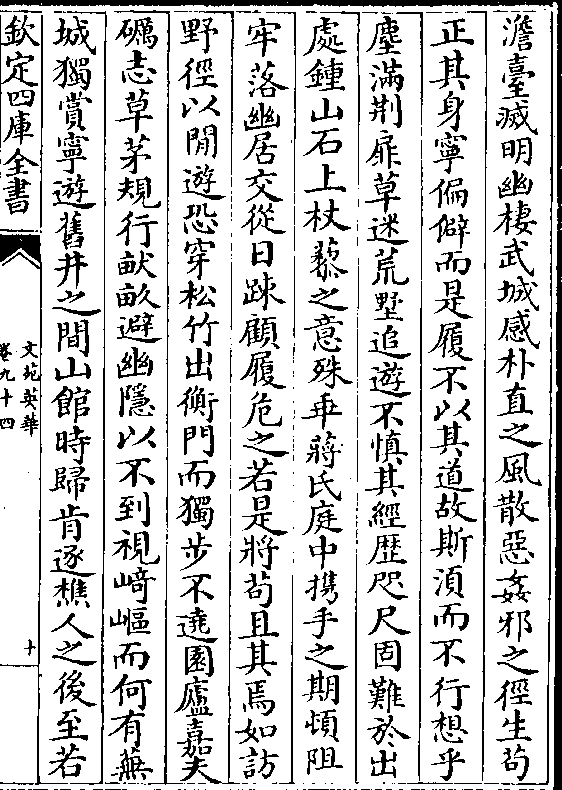 澹臺滅明幽棲武城感朴直之風散惡姦邪之徑生苟
正其身寧偏僻而是履不以其道故斯湏而不行想乎
塵滿荆扉草迷荒墅追遊不慎其經歴咫尺固難於出
處鍾山石上杖藜之意殊乖蔣氏庭中攜手之期頓阻
牢落幽居交從日踈顧履危之若是將茍且其焉如訪
野徑以閒遊恐穿松竹出衡門而獨步不遶園廬嘉夫
礪志草茅規行畎畝避幽隱以不到視﨑嶇而何有蕪
城獨賞寧遊舊井之間山館時歸肯逐樵人之後至若
欽定四庫全書
文苑英華
卷九十四
十